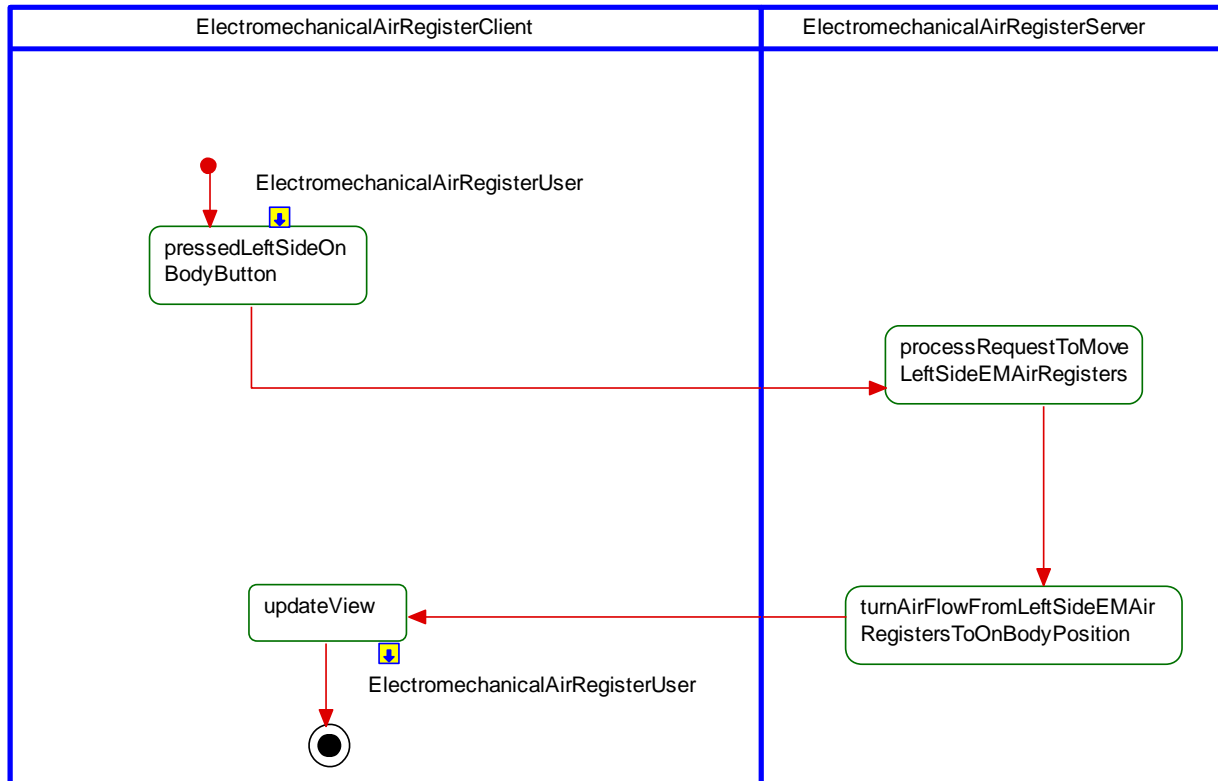 ElectromechanicalAirRegisterClient
ElectromechanicalAirRegisterServer
ElectromechanicalAirRegisterUser
pressedLeftSideOn
BodyButton
processRequestToMove
LeftSideEMAirRegisters
turnAirFlowFromLeftSideEMAir
RegistersToOnBodyPosition
updateView
ElectromechanicalAirRegisterUser